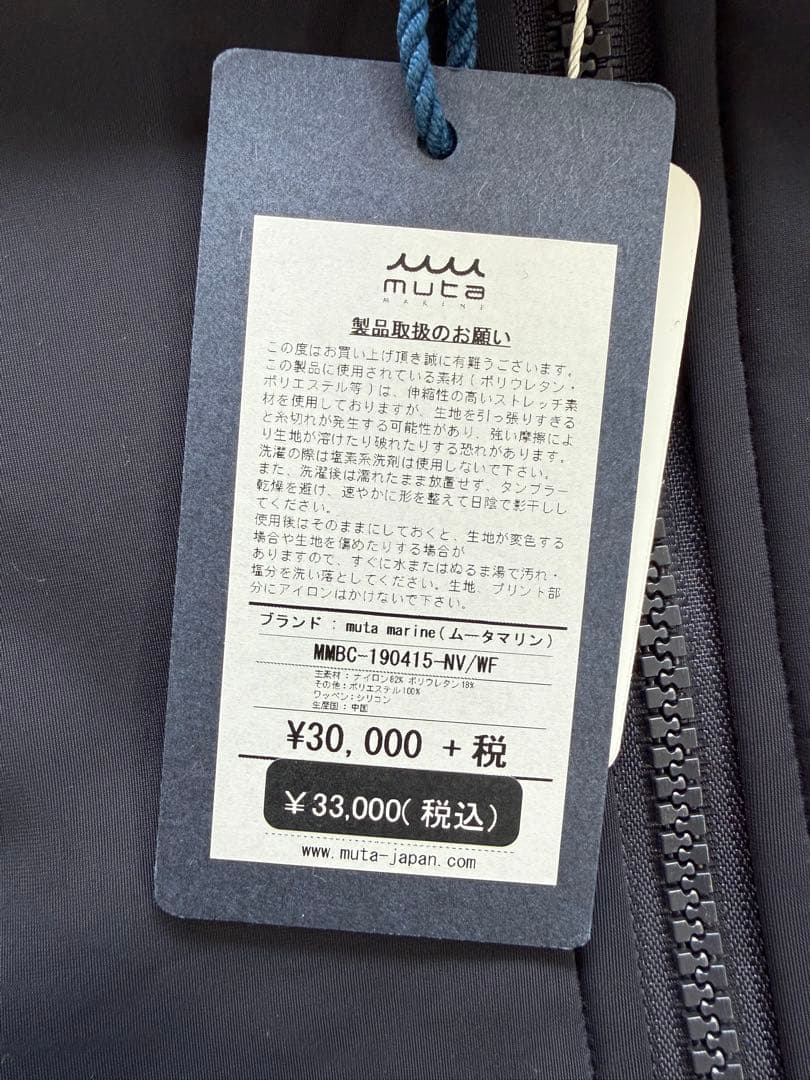 muta
MARINE
製品取扱のお願い
この度はお買い上げ頂き誠に有難うございます。
この製品に使用されている素材（ポリウレタン・
ポリエステル等）は、伸縮性の高いストレッチ素
材を使用しておりますが、生地を引っ張りすぎる
と糸切れが発生する可能性があり、強い摩擦によ
り生地が溶けたり破れたりする恐れがあります。
洗濯の際は塩素系洗剤は使用しないで下さい。
また、洗濯後は濡れたまま放置せず、タンブラー
乾燥を避け、速やかに形を整えて日陰で影干しし
てください。
使用後はそのままにしておくと、生地が変色する
場合や生地を傷めたりする場合が
ありますので、すぐに水またはぬるま湯で汚れ・
塩分を洗い落としてください。生地、プリント部
分にアイロンはかけないで下さい。
ブランド：muta marine(ムータマリン)
MMBC-190415-NV/WF
主素材：ナイロン82% ポリウレタン18%
その他：ポリエステル100%
ワッペン：シリコン
生産国：中国
¥30,000 +税
¥33,000(税込)
www.muta-japan.com